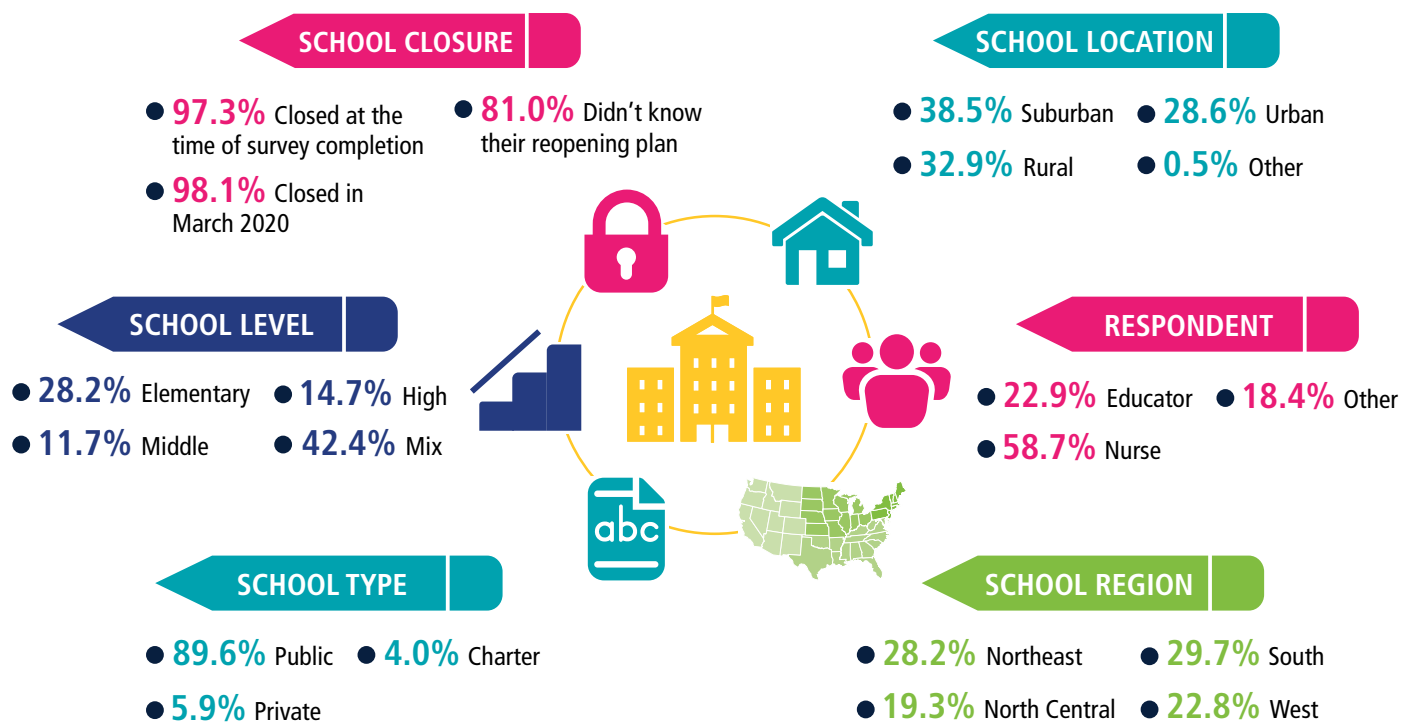 SCHOOL CLOSURE
97.3% Closed at the
time of survey completion
98.1% Closed in
March 2020
81.0% Didn't know
their reopening plan
SCHOOL LOCATION
38.5% Suburban
28.6% Urban
32.9% Rural
0.5% Other
SCHOOL LEVEL
28.2% Elementary
14.7% High
11.7% Middle
42.4% Mix
RESPONDENT
22.9% Educator
18.4% Other
58.7% Nurse
abc
SCHOOL TYPE
89.6% Public
4.0% Charter
5.9% Private
SCHOOL REGION
28.2% Northeast
29.7% South
19.3% North Central
22.8% West